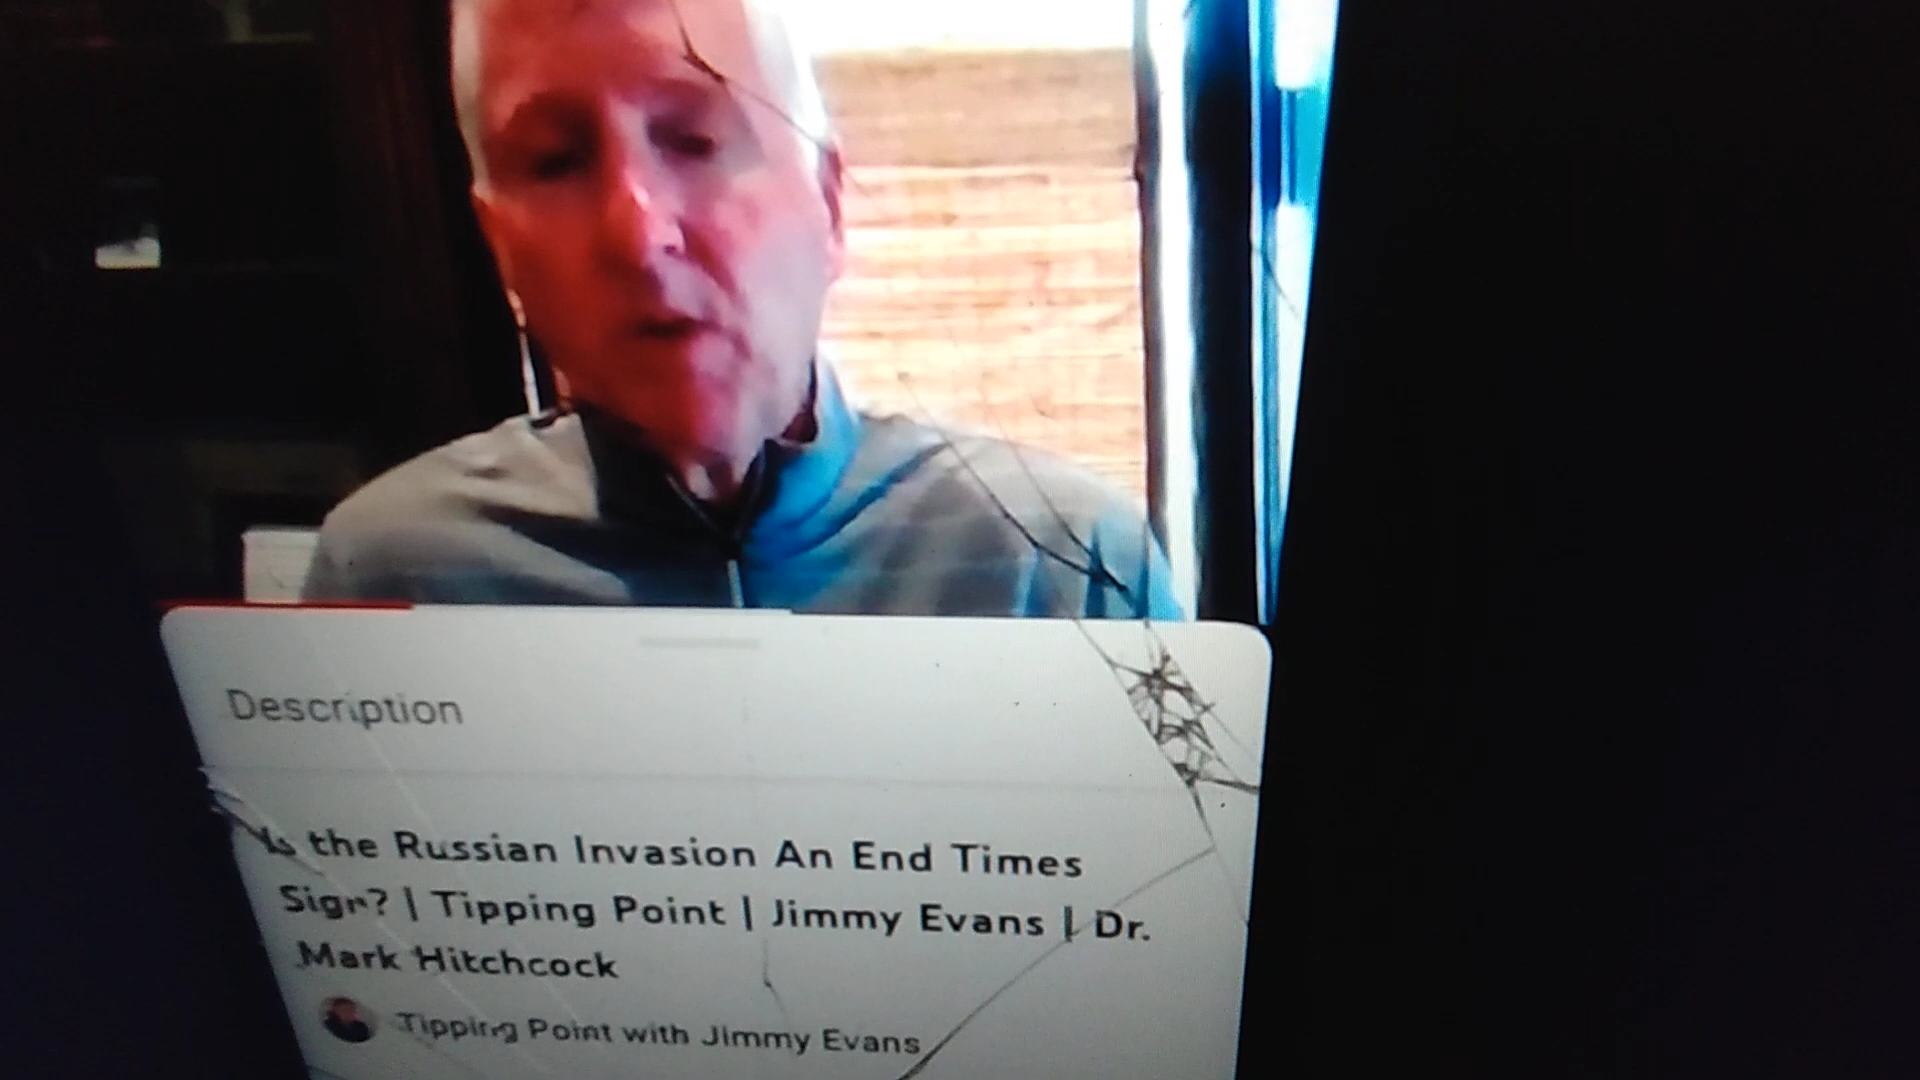 Description
Is the Russian Invasion An End Times
Sign? | Tipping Point | Jimmy Evans | Dr.
Mark Hitchcock
Tipping Point with Jimmy Evans